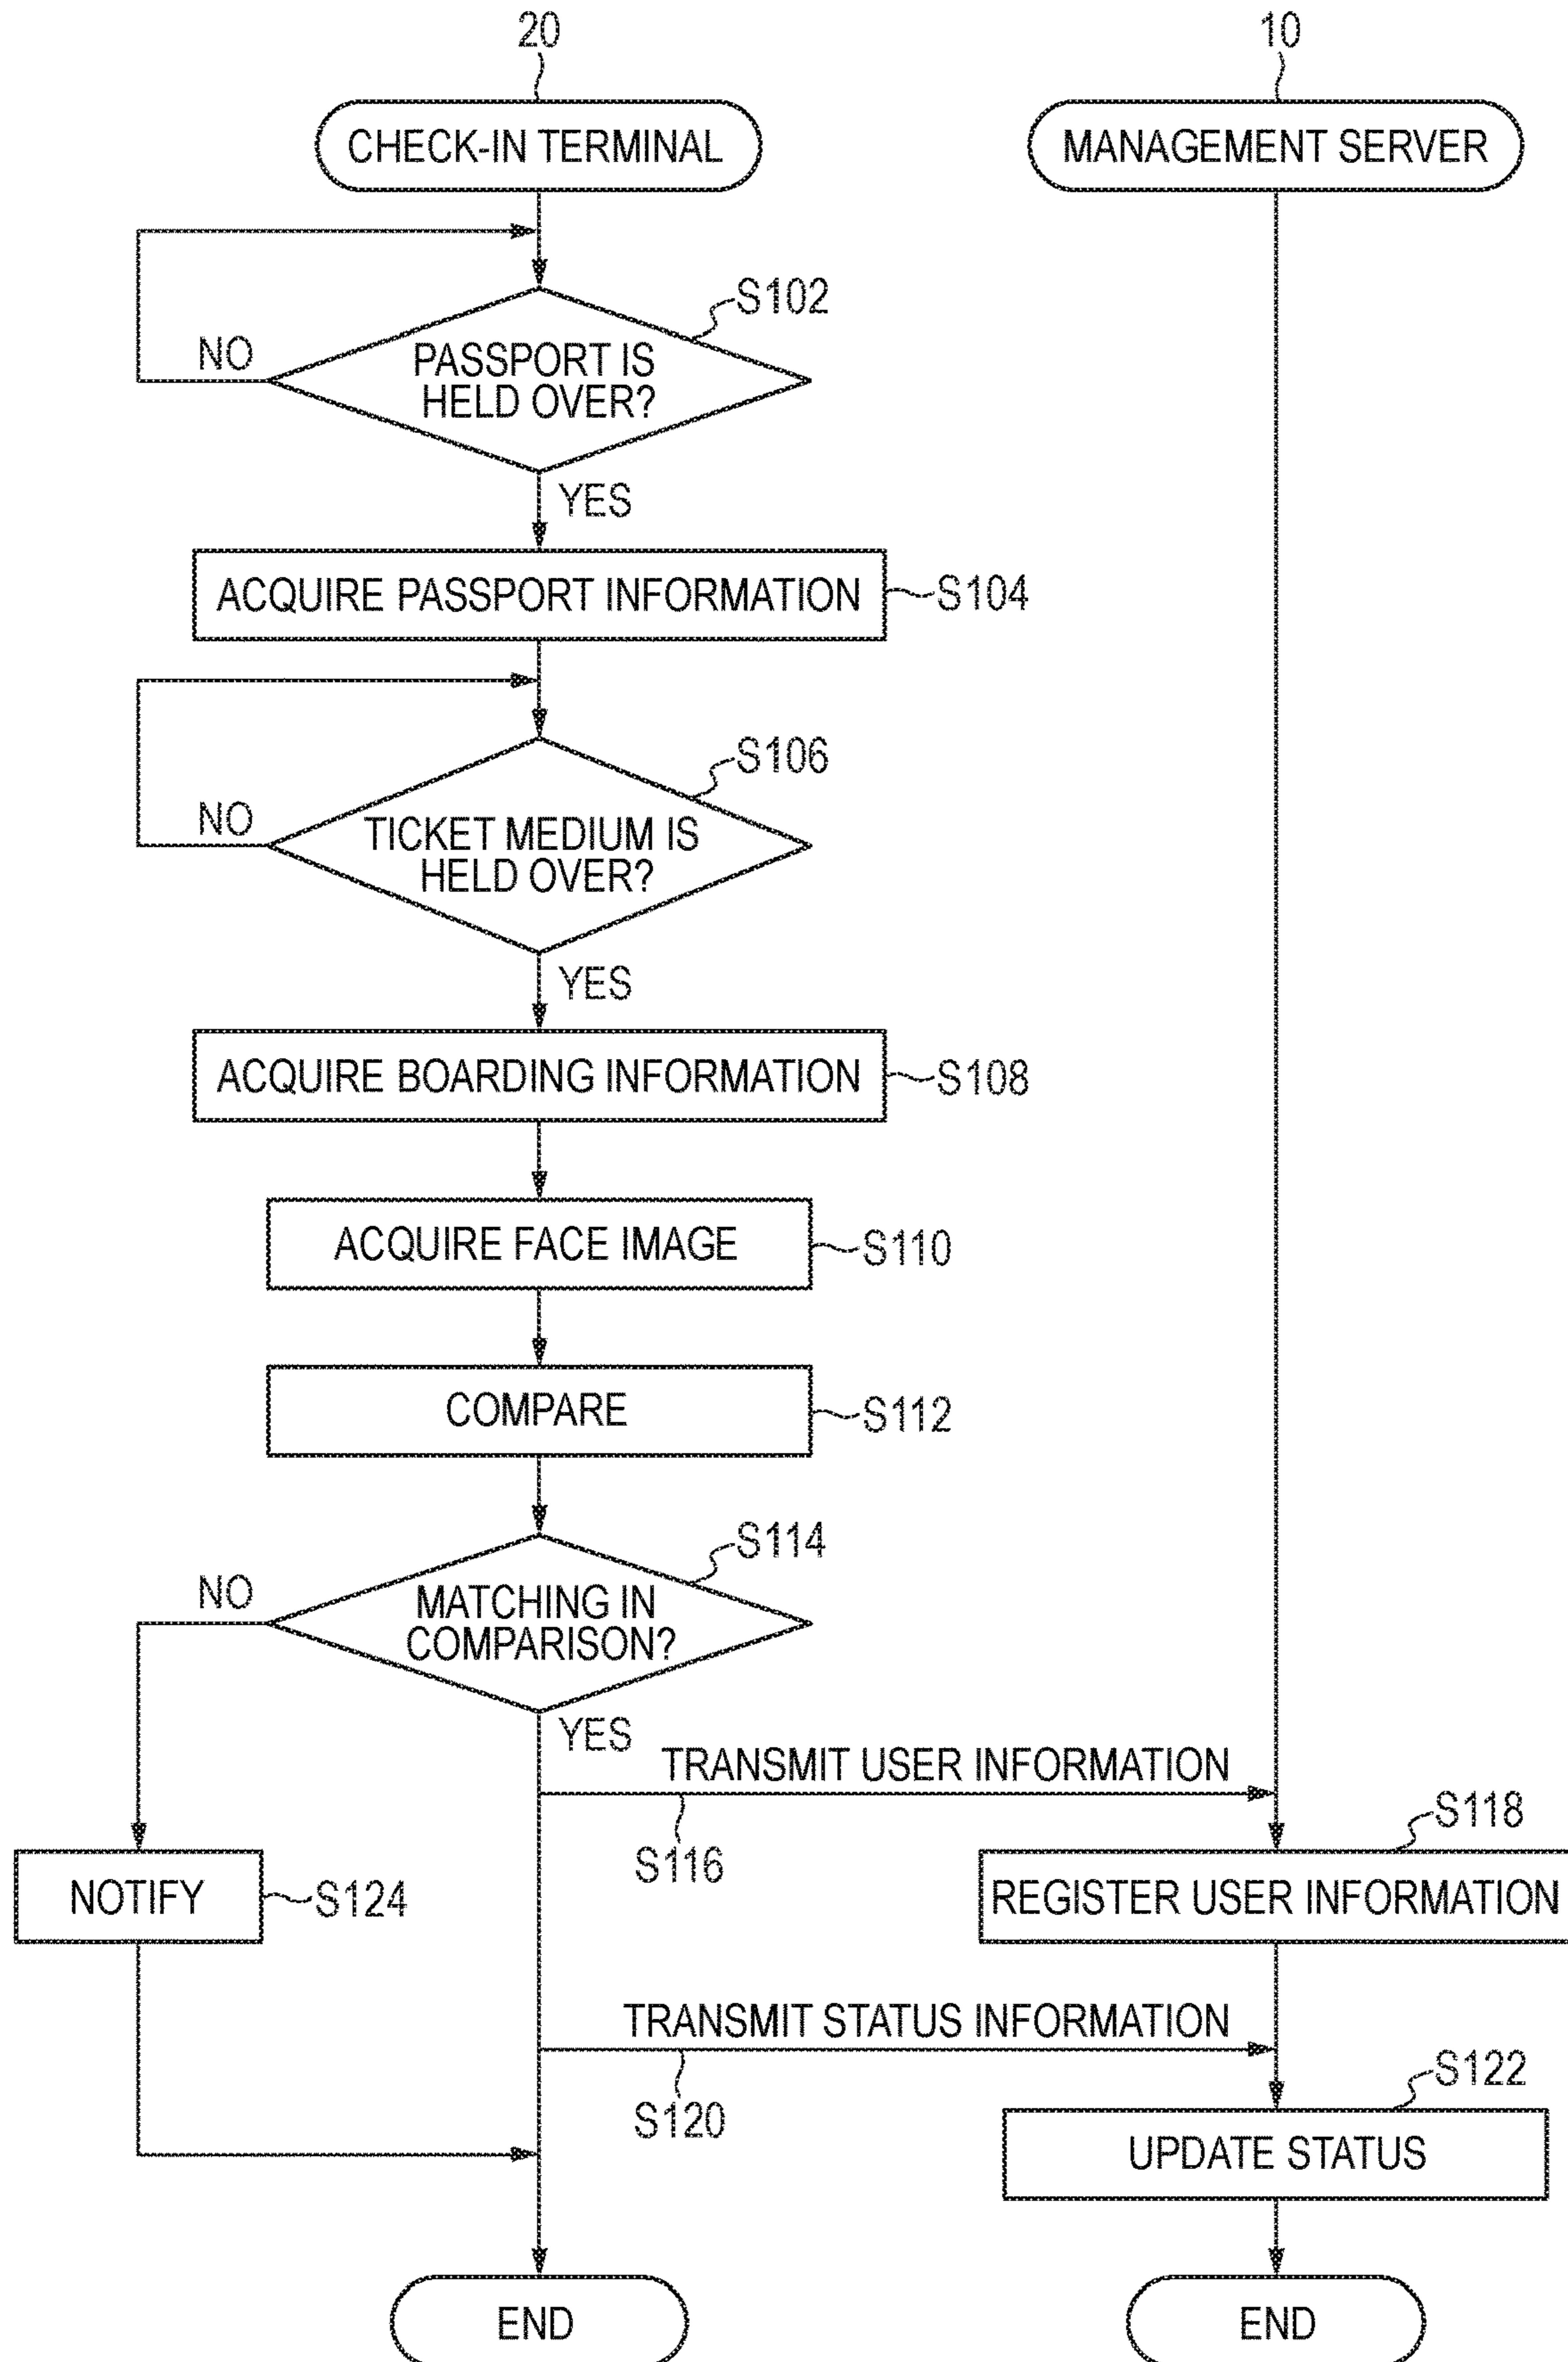 20
10
CHECK-IN TERMINAL
MANAGEMENT SERVER
S102
NO
PASSPORT IS
HELD OVER?
YES
ACQUIRE PASSPORT INFORMATION
S104
S106
NO
TICKET MEDIUM IS
HELD OVER?
YES
ACQUIRE BOARDING INFORMATION
S108
ACQUIRE FACE IMAGE
S110
COMPARE
S112
S114
NO
MATCHING IN
COMPARISON?
YES
TRANSMIT USER INFORMATION
S116
S118
NOTIFY
S124
REGISTER USER INFORMATION
TRANSMIT STATUS INFORMATION
S120
S122
UPDATE STATUS
END
END